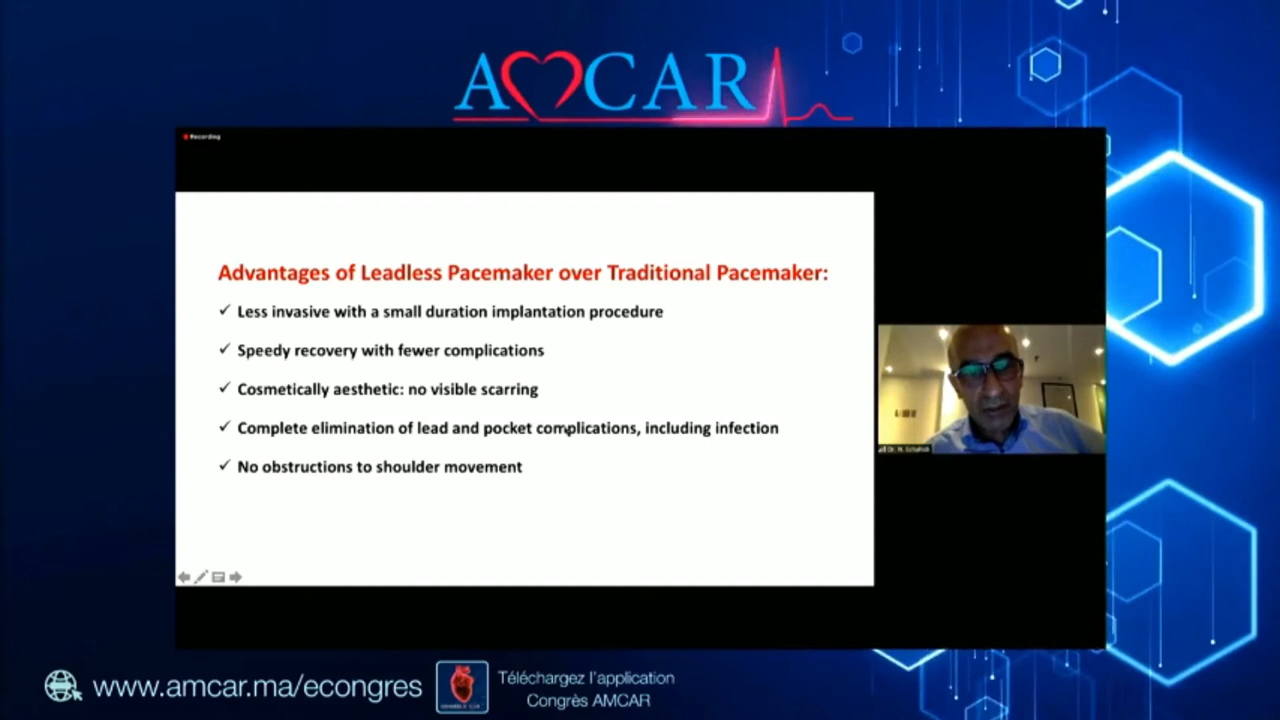 AMCAR
Recording
Advantages of Leadless Pacemaker over Traditional Pacemaker:
✓ Less invasive with a small duration implantation procedure
✓ Speedy recovery with fewer complications
✓ Cosmetically aesthetic: no visible scarring
✓ Complete elimination of lead and pocket complications, including infection
✓ No obstructions to shoulder movement
Dr. N.
www.amcar.ma/econgres
Téléchargez l'application
Congrès AMCAR